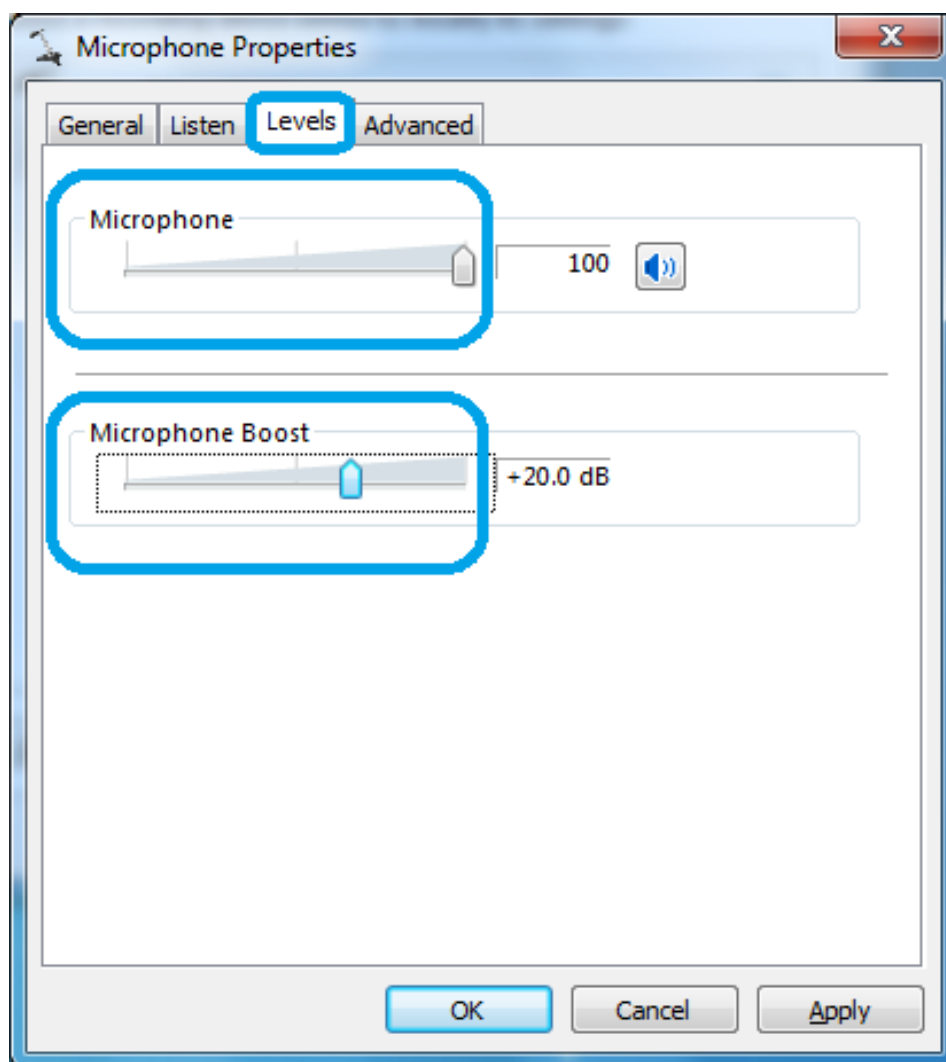 Microphone Properties
General Listen Levels Advanced
Microphone
100
Microphone Boost
+20.0 dB
OK Cancel Apply